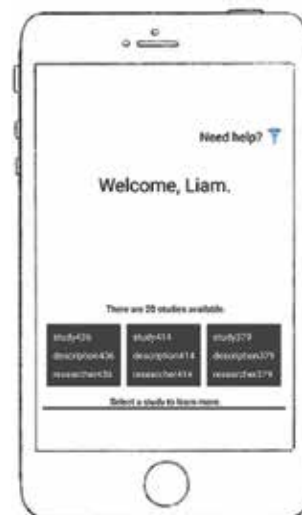 Need help?
Welcome, Liam.
There are 20 studies available.
study436 study414 study379
description436 description414 description379
researcher436 researcher414 researcher379
Select a study to learn more.